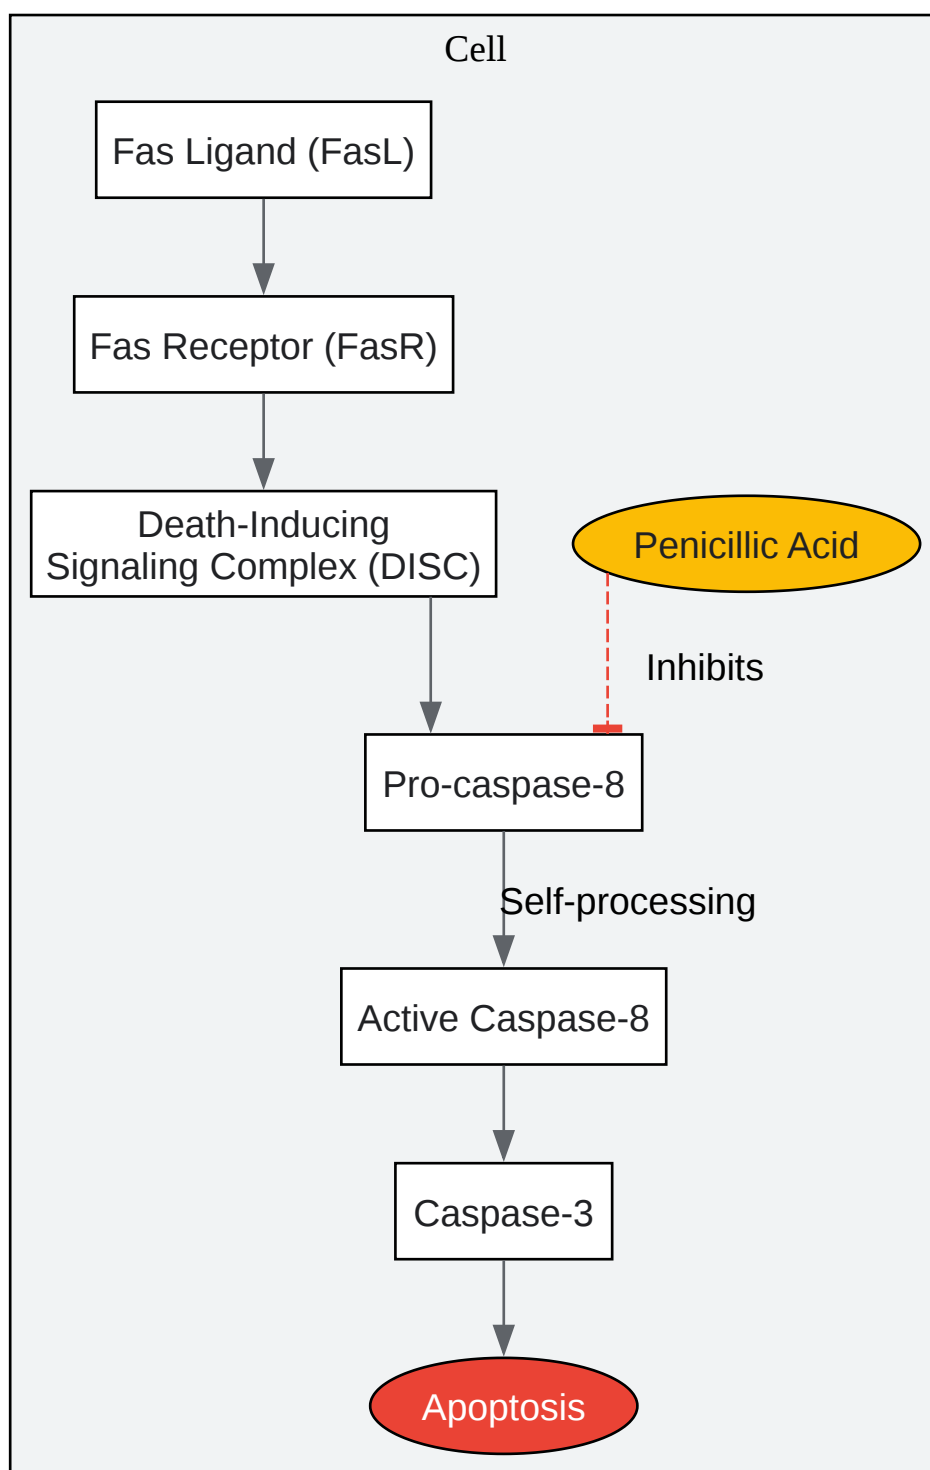 Cell
Fas Ligand (FasL)
Fas Receptor (FasR)
Death-Inducing
Signaling Complex (DISC)
Penicillic Acid
Inhibits
Pro-caspase-8
Self-processing
Active Caspase-8
Caspase-3
Apoptosis